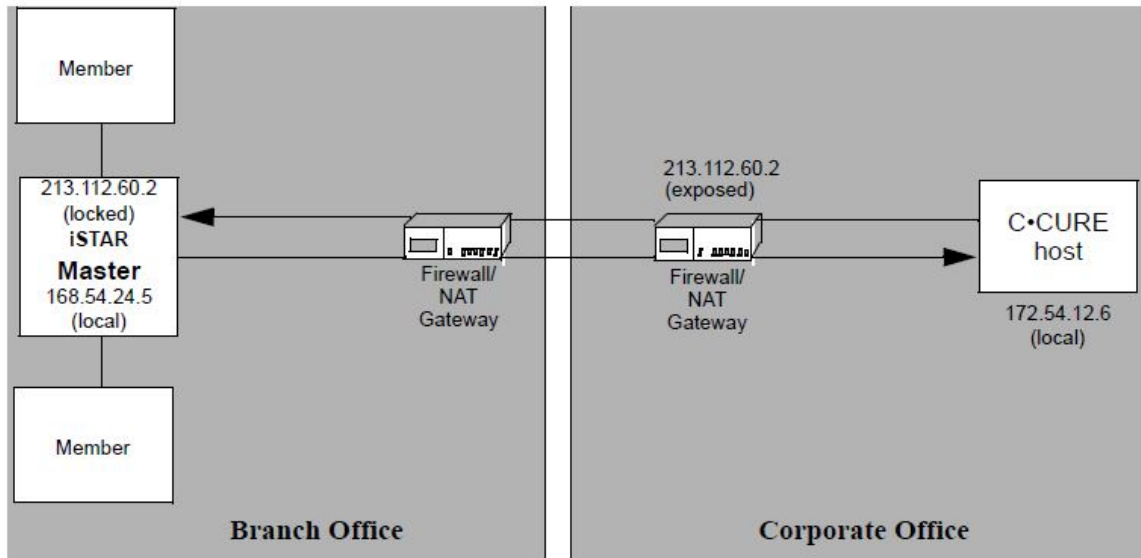 Member
213.112.60.2
(locked)
iSTAR
Master
168.54.24.5
(local)
Member
Firewall/
NAT
Gateway
Branch Office
213.112.60.2
(exposed)
Firewall/
NAT
Gateway
C•CURE
host
172.54.12.6
(local)
Corporate Office